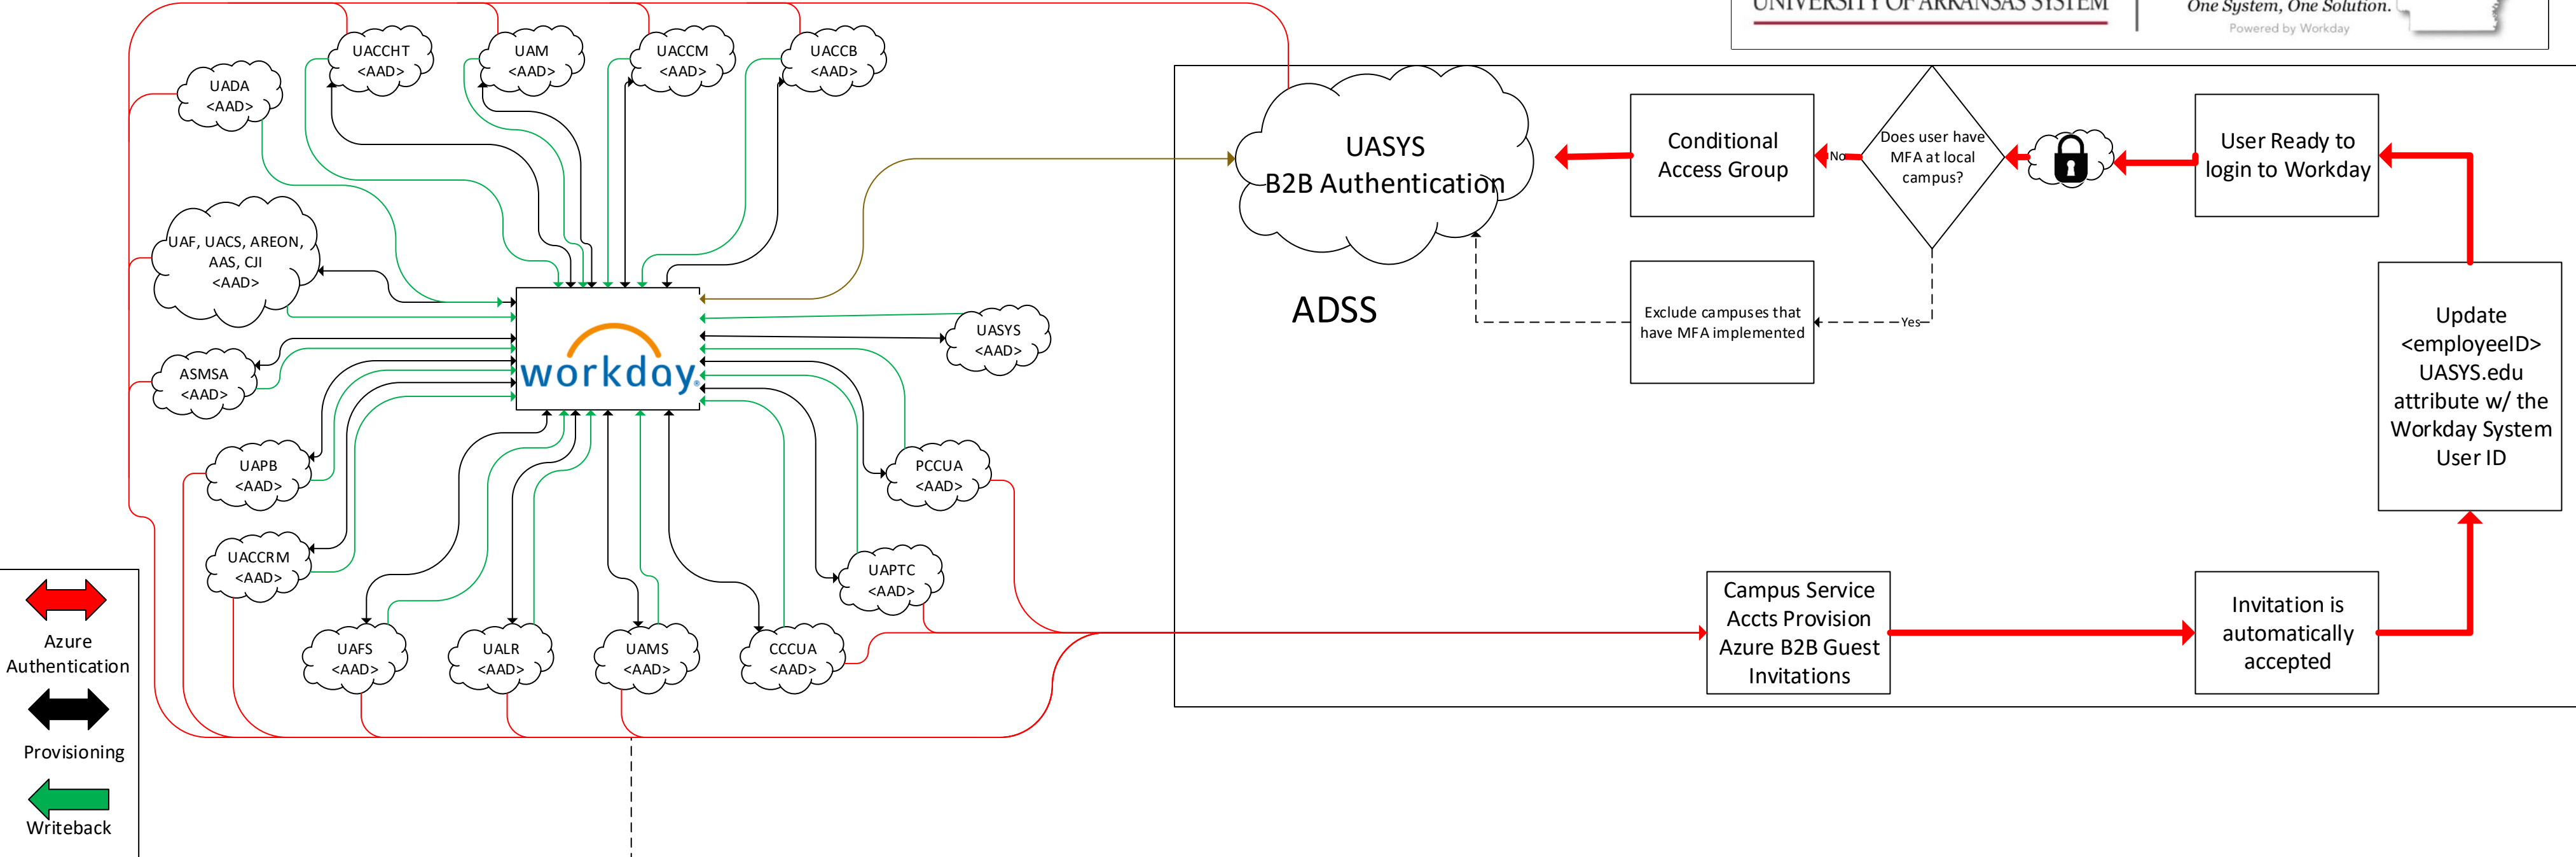 UNIVERSITY OF ARKANSAS SYSTEM
One System, One Solution.
Powered by Workday
UACCHT
<AAD>
UAM
<AAD>
UACCM
<AAD>
UACCB
<AAD>
UADA
<AAD>
UAF, UACS, AREON,
AAS, CJI
<AAD>
ASMSA
<AAD>
UAPB
<AAD>
UACCRM
<AAD>
UAFS
<AAD>
UALR
<AAD>
UAMS
<AAD>
CCCUA
<AAD>
UAPTC
<AAD>
PCCUA
<AAD>
UASYS
<AAD>
workday®
UASYS
B2B Authentication
ADSS
Conditional
Access Group
No
Does user have
MFA at local
campus?
Yes
Exclude campuses that
have MFA implemented
User Ready to
login to Workday
Update
<employeeID>
UASYS.edu
attribute w/ the
Workday System
User ID
Campus Service
Accts Provision
Azure B2B Guest
Invitations
Invitation is
automatically
accepted
Azure
Authentication
Provisioning
Writeback